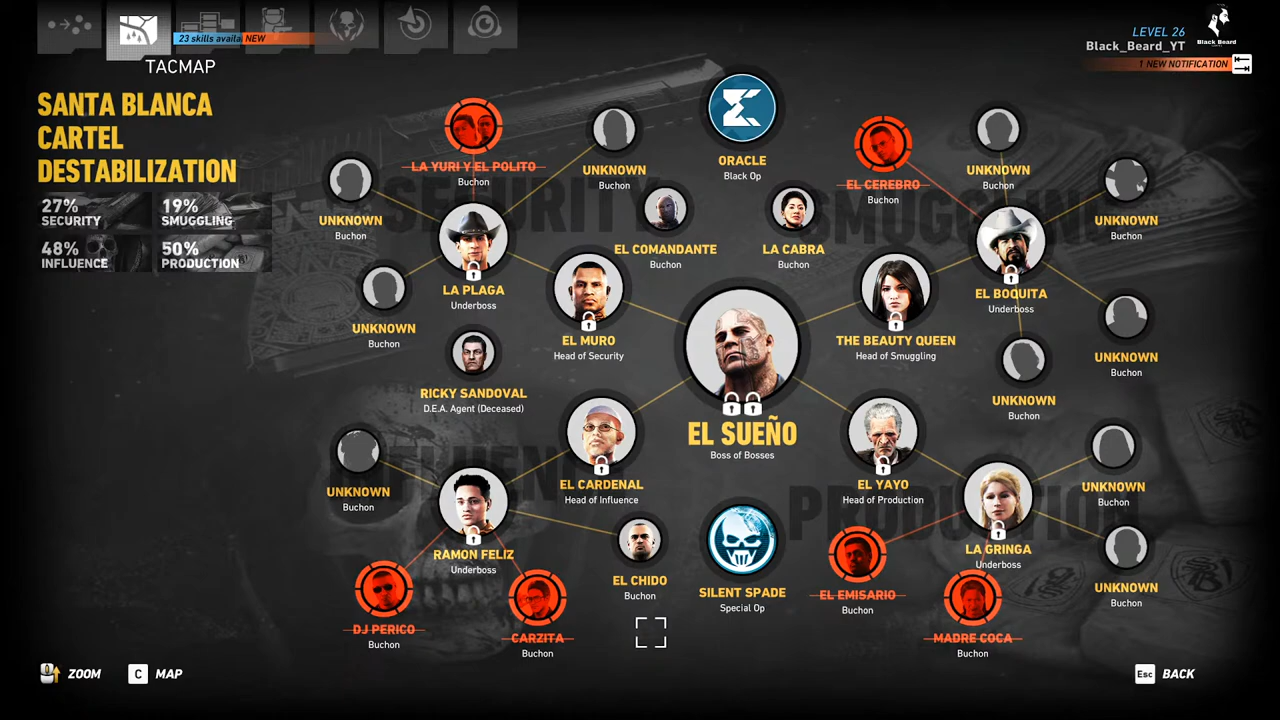 23 skills availa NEW
TACMAP
LEVEL 26
Black_Beard_YT
Black Beard
1 NEW NOTIFICATION
SANTA BLANCA
CARTEL
DESTABILIZATION
27%
SECURITY
19%
SMUGGLING
48%
INFLUENCE
50%
PRODUCTION
SECURITY
SMUGGLING
INFLUENCE
PRODUCTION
LA YURI Y EL POLITO
Buchon
UNKNOWN
Buchon
ORACLE
Black Op
EL CEREBRO
Buchon
UNKNOWN
Buchon
UNKNOWN
Buchon
UNKNOWN
Buchon
EL COMANDANTE
Buchon
LA CABRA
Buchon
LA PLAGA
Underboss
EL BOQUITA
Underboss
UNKNOWN
Buchon
EL MURO
Head of Security
THE BEAUTY QUEEN
Head of Smuggling
UNKNOWN
Buchon
RICKY SANDOVAL
D.E.A. Agent (Deceased)
UNKNOWN
Buchon
EL SUEÑO
Boss of Bosses
UNKNOWN
Buchon
EL CARDENAL
Head of Influence
EL YAYO
Head of Production
UNKNOWN
Buchon
RAMON FELIZ
Underboss
LA GRINGA
Underboss
EL CHIDO
Buchon
SILENT SPADE
Special Op
EL EMISARIO
Buchon
UNKNOWN
Buchon
DJ PERICO
Buchon
CARZITA
Buchon
MADRE COCA
Buchon
ZOOM
C MAP
Esc BACK